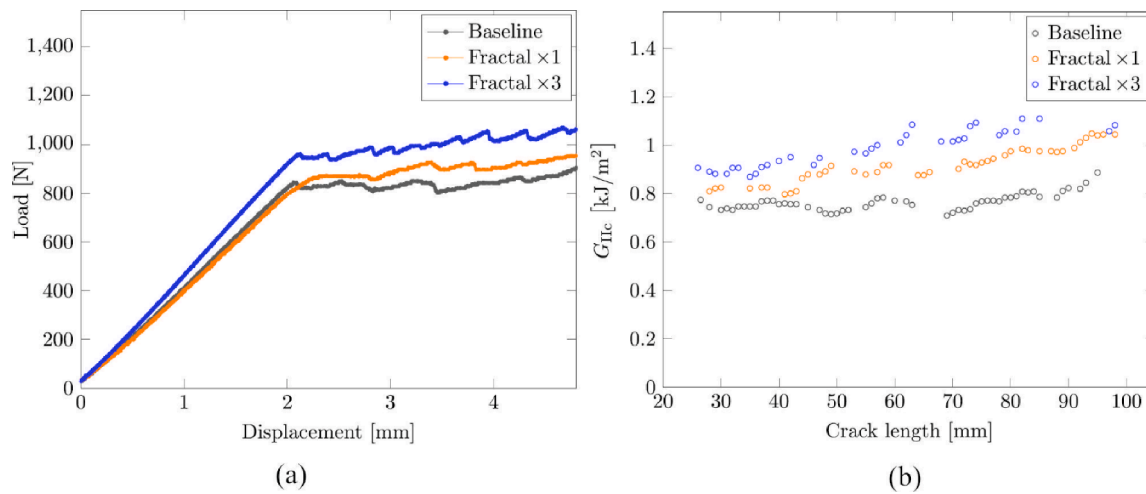 1,400
1,200
1,000
800
600
400
200
0
Load [N]
0 1 2 3 4
Displacement [mm]
Baseline
Fractal ×1
Fractal ×3
(a)
1.4
1.2
1
0.8
0.6
0.4
0.2
0
G_IIc [kJ/m²]
20 30 40 50 60 70 80 90 100
Crack length [mm]
Baseline
Fractal ×1
Fractal ×3
(b)